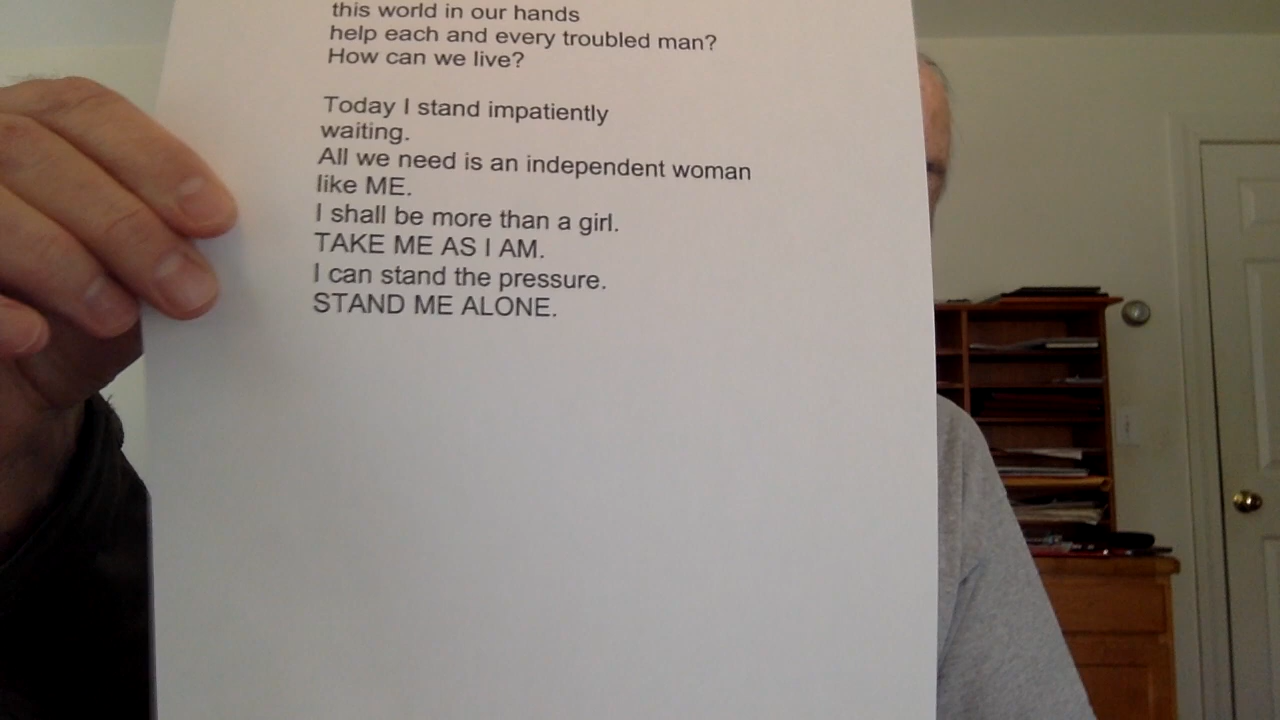 this world in our hands
help each and every troubled man?
How can we live?
Today I stand impatiently
waiting.
All we need is an independent woman
like ME.
I shall be more than a girl.
TAKE ME AS I AM.
I can stand the pressure.
STAND ME ALONE.